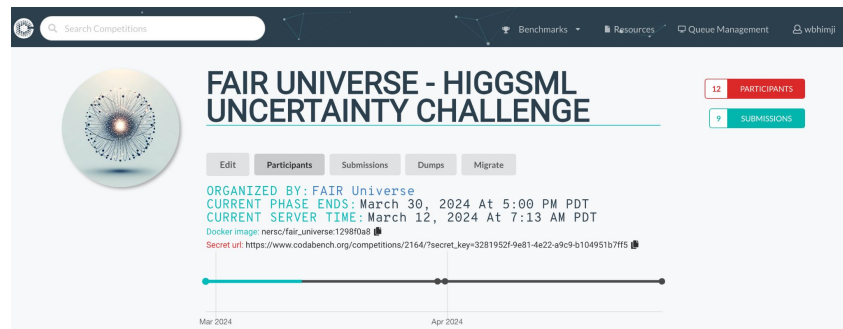 Search Competitions
Benchmarks
Resources
Queue Management
wbhimji
FAIR UNIVERSE - HIGGSML
UNCERTAINTY CHALLENGE
12 PARTICIPANTS
9 SUBMISSIONS
Edit
Participants
Submissions
Dumps
Migrate
ORGANIZED BY: FAIR Universe
CURRENT PHASE ENDS: March 30, 2024 At 5:00 PM PDT
CURRENT SERVER TIME: March 12, 2024 At 7:13 AM PDT
Docker image: nersc/fair_universe:1298f0a8
Secret url: https://www.codabench.org/competitions/2164/?secret_key=3281952f-9e81-4e22-a9c9-b104951b7ff5
Mar 2024
Apr 2024